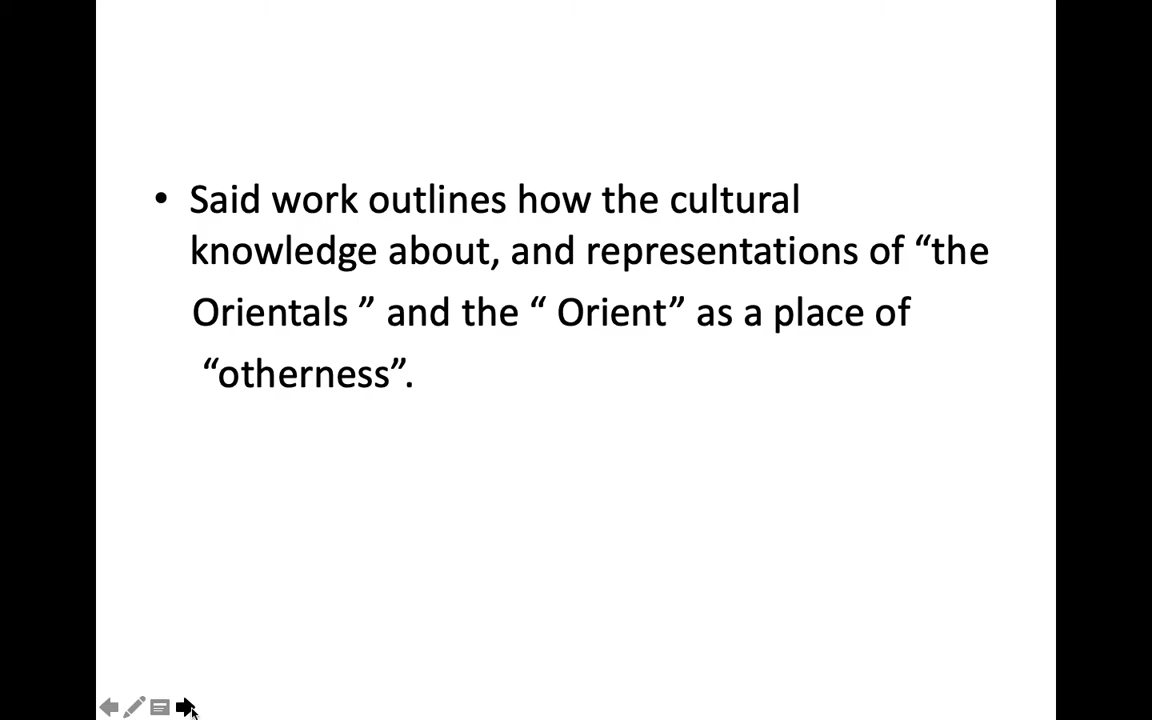 • Said work outlines how the cultural
knowledge about, and representations of “the
Orientals ” and the “ Orient” as a place of
“otherness”.